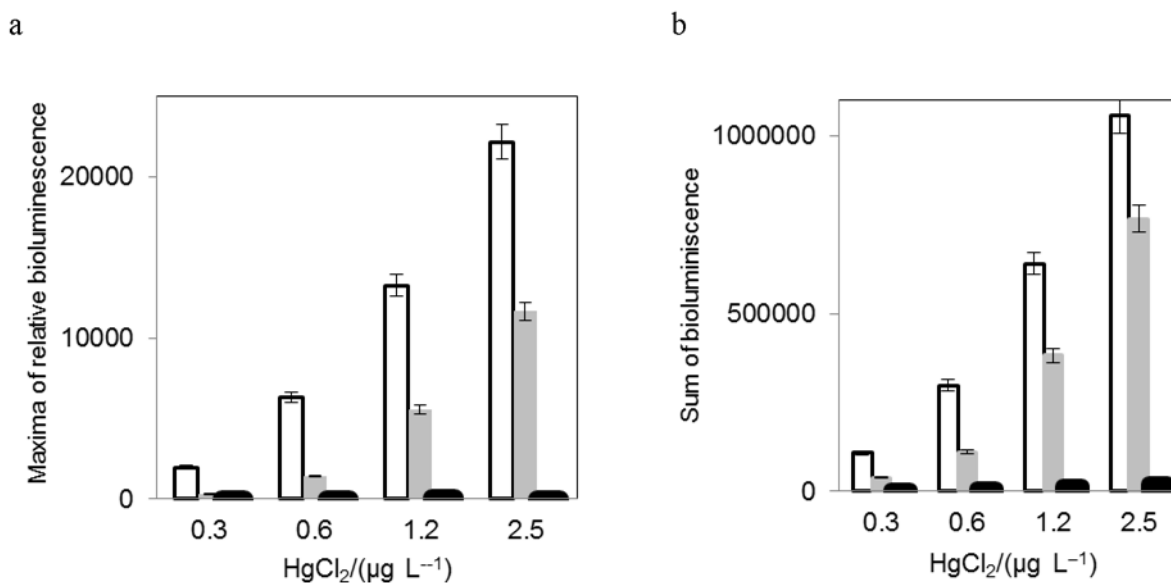 a
Maxima of relative bioluminescence
20000
10000
0
0.3 0.6 1.2 2.5
HgCl₂/(µg L⁻⁻¹)
b
Sum of bioluminiscence
1000000
500000
0
0.3 0.6 1.2 2.5
HgCl₂/(µg L⁻¹)